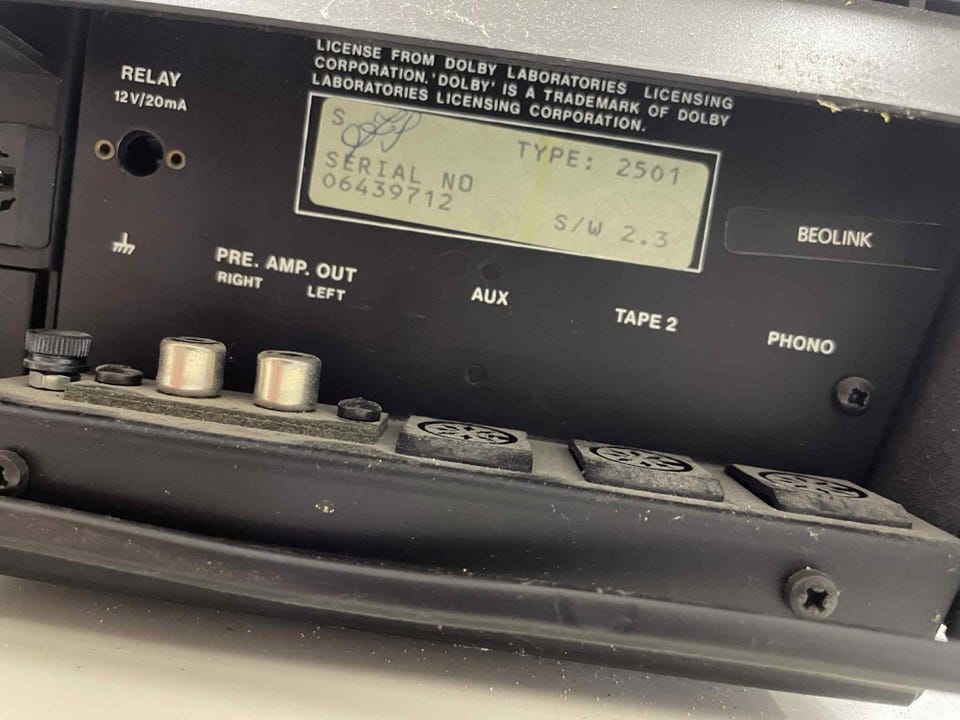 RELAY
12V/20mA
LICENSE FROM DOLBY LABORATORIES LICENSING
CORPORATION. 'DOLBY' IS A TRADEMARK OF DOLBY
LABORATORIES LICENSING CORPORATION.
S
TYPE: 2501
SERIAL NO
06439712
S/W 2.3
BEOLINK
PRE. AMP. OUT
RIGHT LEFT
AUX
TAPE 2
PHONO